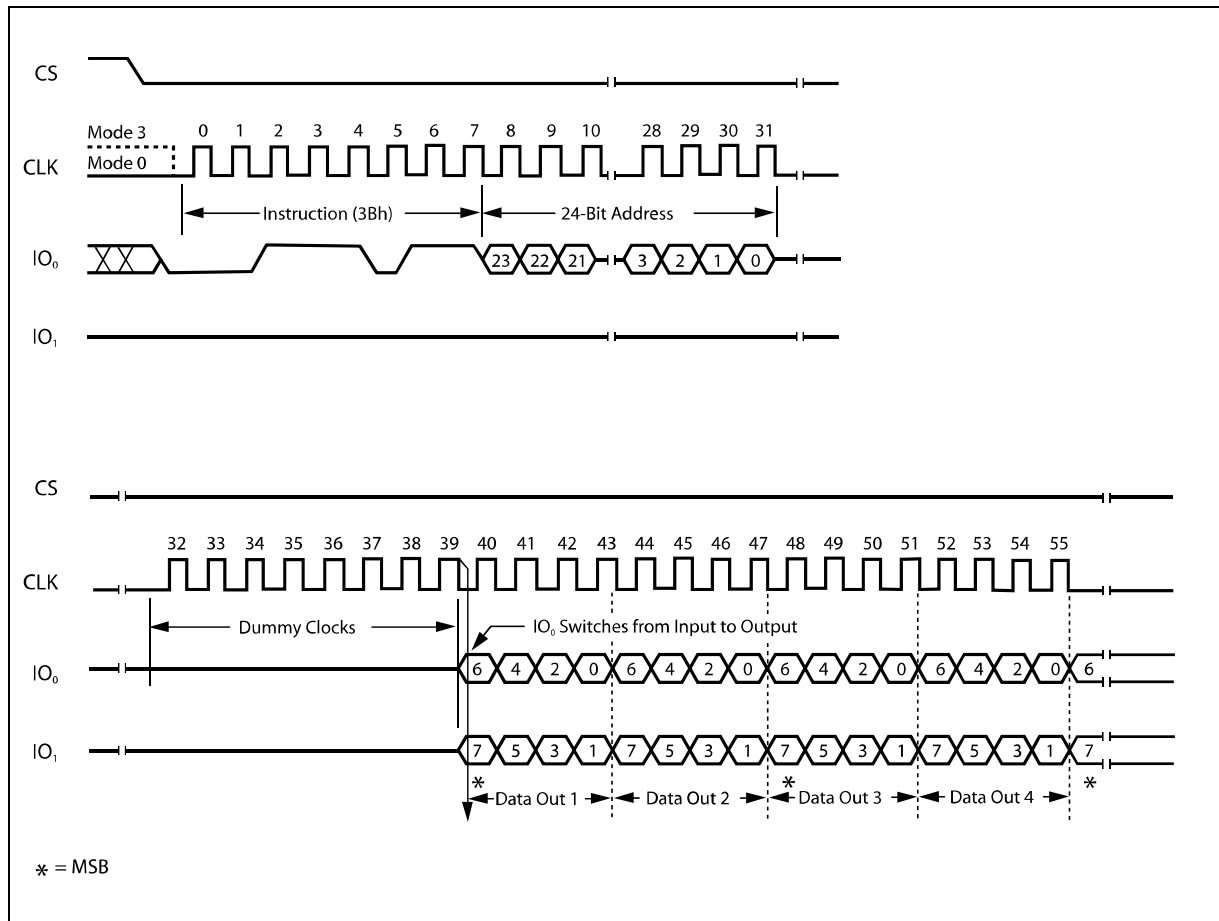 CS
Mode 3 0 1 2 3 4 5 6 7 8 9 10 28 29 30 31
CLK Mode 0
Instruction (3Bh) 24-Bit Address
IO₀ 23 22 21 3 2 1 0
IO₁
CS
32 33 34 35 36 37 38 39 40 41 42 43 44 45 46 47 48 49 50 51 52 53 54 55
CLK
Dummy Clocks IO₀ Switches from Input to Output
IO₀ 6 4 2 0 6 4 2 0 6 4 2 0 6 4 2 0 6
IO₁ 7 5 3 1 7 5 3 1 7 5 3 1 7 5 3 1 7
* * *
Data Out 1 Data Out 2 Data Out 3 Data Out 4
* = MSB